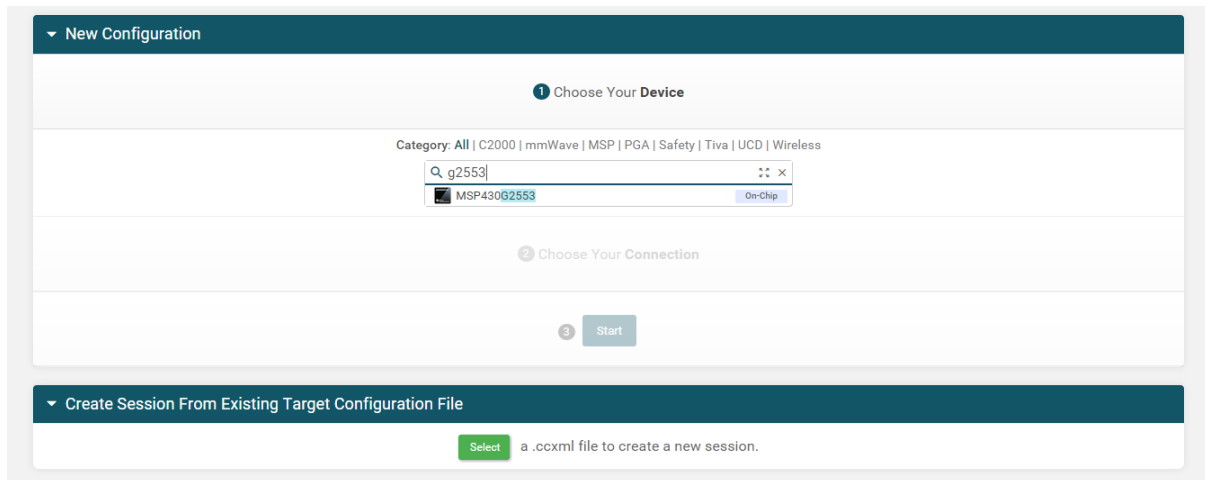 New Configuration
1 Choose Your Device
Category: All | C2000 | mmWave | MSP | PGA | Safety | Tiva | UCD | Wireless
g2553
MSP430G2553 On-Chip
2 Choose Your Connection
3 Start
Create Session From Existing Target Configuration File
Select a .ccxml file to create a new session.